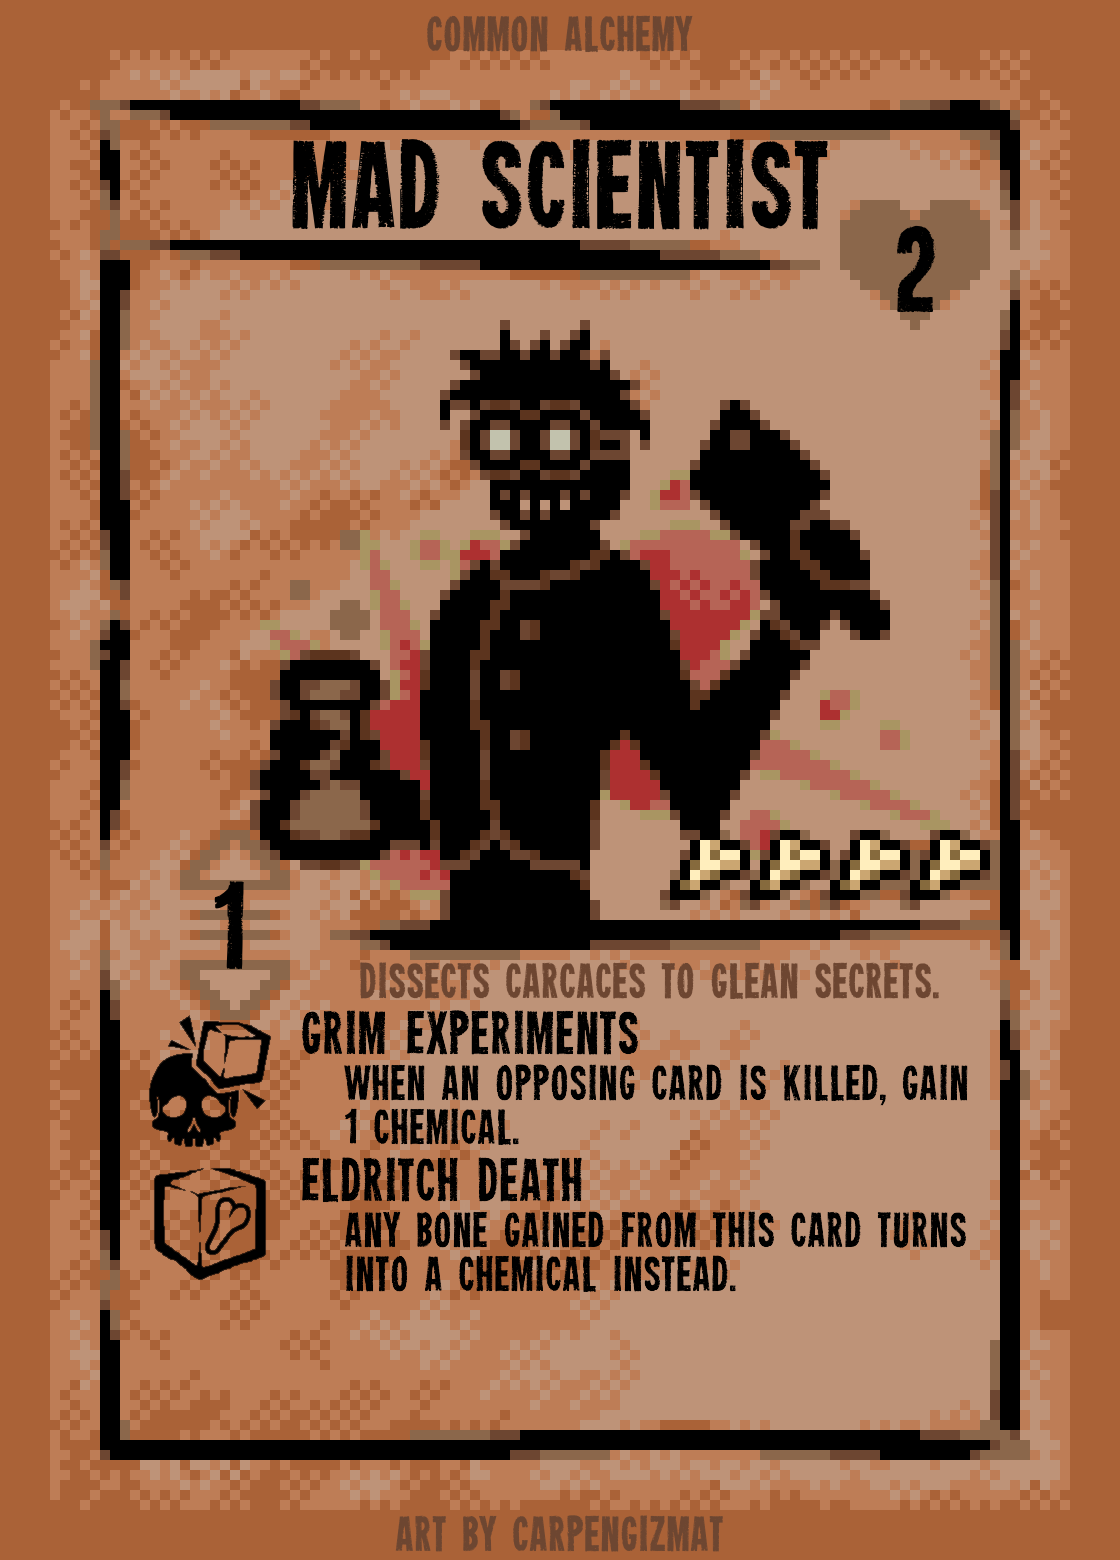 COMMON ALCHEMY
MAD SCIENTIST
2
1
DISSECTS CARCACES TO GLEAN SECRETS.
GRIM EXPERIMENTS
WHEN AN OPPOSING CARD IS KILLED, GAIN
1 CHEMICAL.
ELDRITCH DEATH
ANY BONE GAINED FROM THIS CARD TURNS
INTO A CHEMICAL INSTEAD.
ART BY CARPENGIZMAT